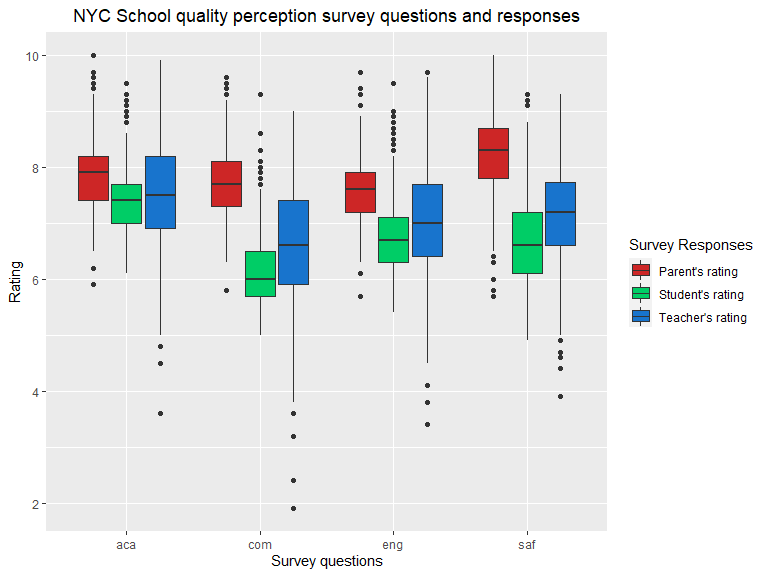 NYC School quality perception survey questions and responses
10
8
6
4
2
Rating
aca com eng saf
Survey questions
Survey Responses
Parent's rating
Student's rating
Teacher's rating